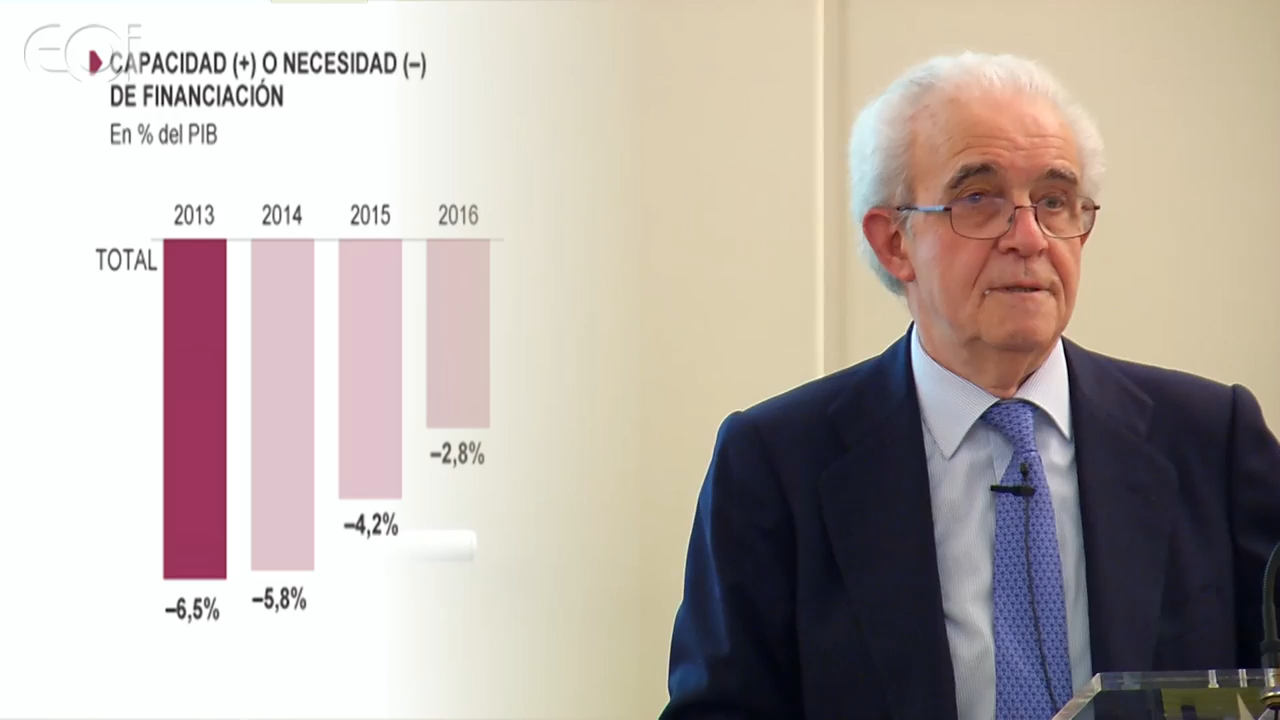 EOi
CAPACIDAD (+) O NECESIDAD (–)
DE FINANCIACIÓN
En % del PIB
2013 2014 2015 2016
TOTAL
–2,8%
–4,2%
–6,5% –5,8%